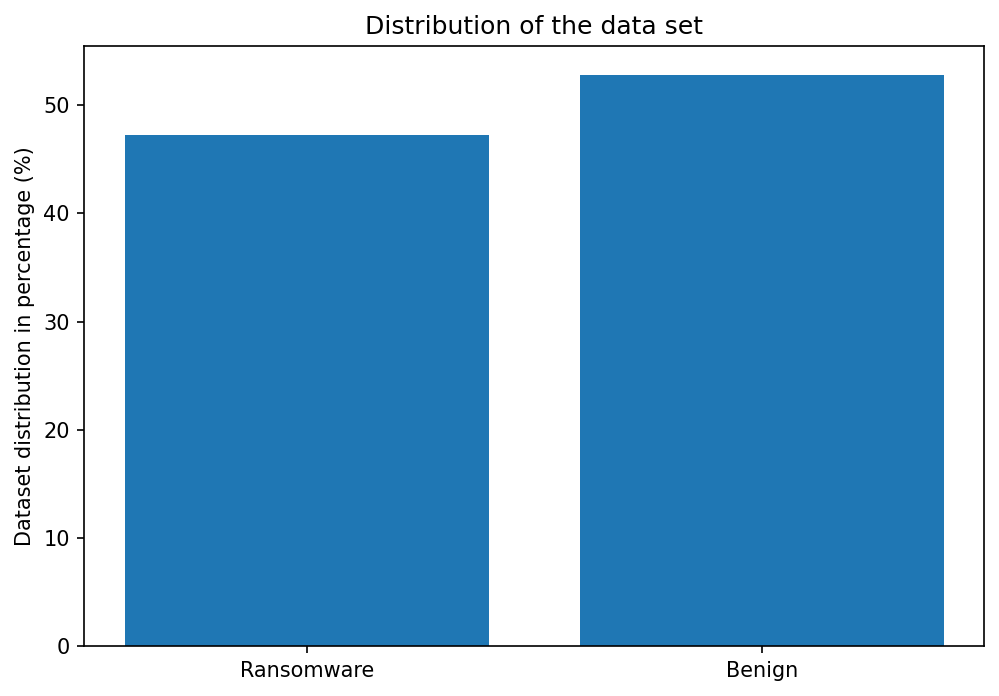 Distribution of the data set
Dataset distribution in percentage (%)
50
40
30
20
10
0
Ransomware
Benign